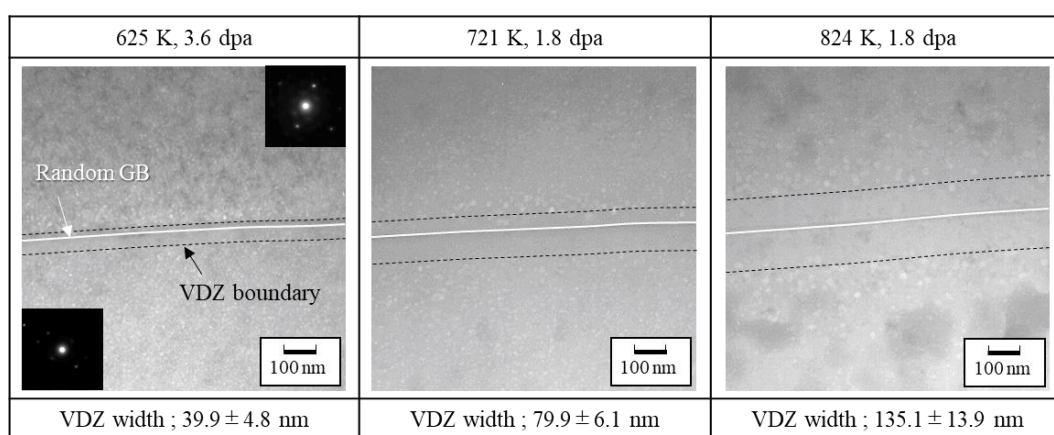 625 K, 3.6 dpa
721 K, 1.8 dpa
824 K, 1.8 dpa
Random GB
VDZ boundary
100 nm
100 nm
100 nm
VDZ width ; 39.9 ± 4.8 nm
VDZ width ; 79.9 ± 6.1 nm
VDZ width ; 135.1 ± 13.9 nm